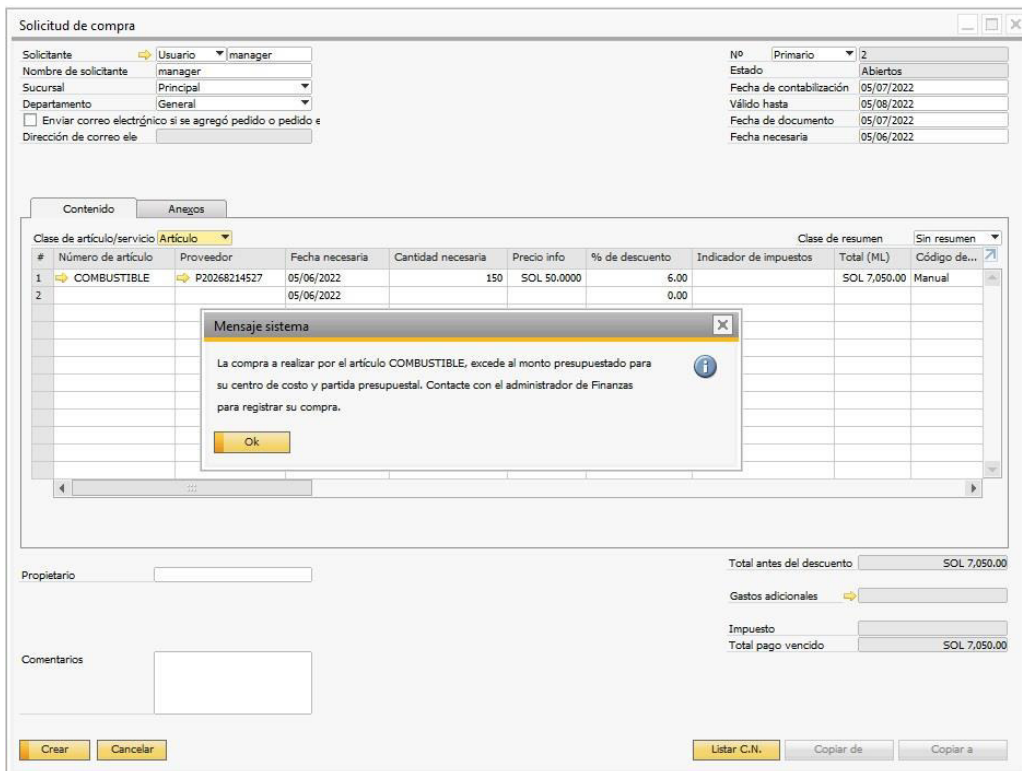 Solicitud de compra
Solicitante Usuario manager
Nombre de solicitante manager
Sucursal Principal
Departamento General
Enviar correo electrónico si se agregó pedido o pedido e
Dirección de correo ele
Nº Primario 2
Estado Abiertos
Fecha de contabilización 05/07/2022
Válido hasta 05/08/2022
Fecha de documento 05/07/2022
Fecha necesaria 05/06/2022
Contenido Anexos
Clase de artículo/servicio Artículo Clase de resumen Sin resumen
# Número de artículo Proveedor Fecha necesaria Cantidad necesaria Precio info % de descuento Indicador de impuestos Total (ML) Código de...
1 COMBUSTIBLE P20268214527 05/06/2022 150 SOL 50.0000 6.00 SOL 7,050.00 Manual
2 05/06/2022 0.00
Mensaje sistema
La compra a realizar por el artículo COMBUSTIBLE, excede al monto presupuestado para
su centro de costo y partida presupuestal. Contacte con el administrador de Finanzas
para registrar su compra.
Ok
Propietario
Comentarios
Total antes del descuento SOL 7,050.00
Gastos adicionales
Impuesto
Total pago vencido SOL 7,050.00
Crear Cancelar Listar C.N. Copiar de Copiar a